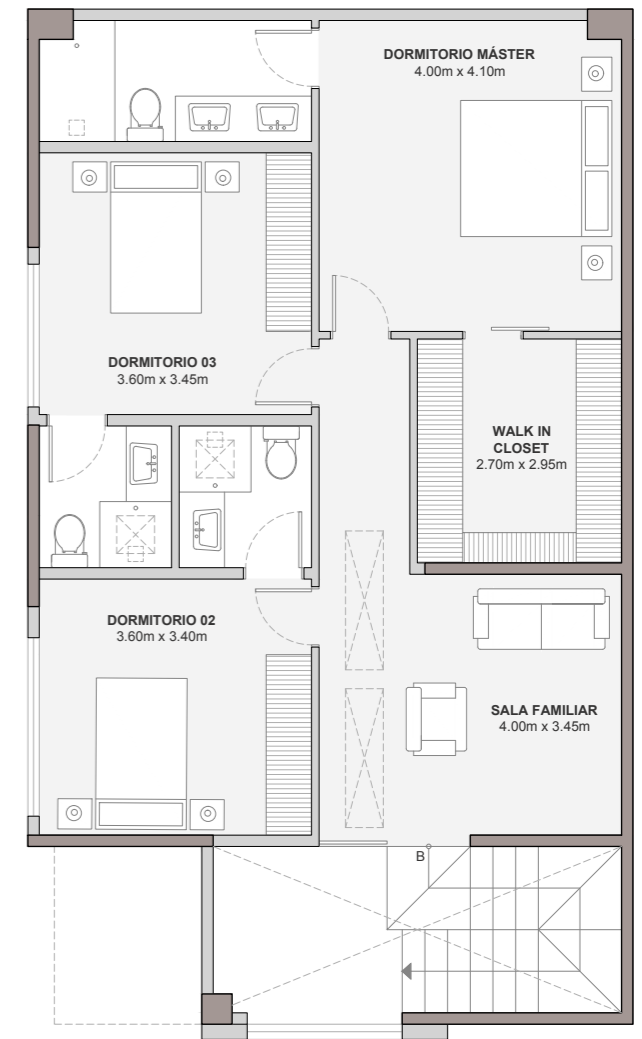 DORMITORIO MÁSTER
4.00m x 4.10m
DORMITORIO 03
3.60m x 3.45m
WALK IN
CLOSET
2.70m x 2.95m
DORMITORIO 02
3.60m x 3.40m
SALA FAMILIAR
4.00m x 3.45m
B